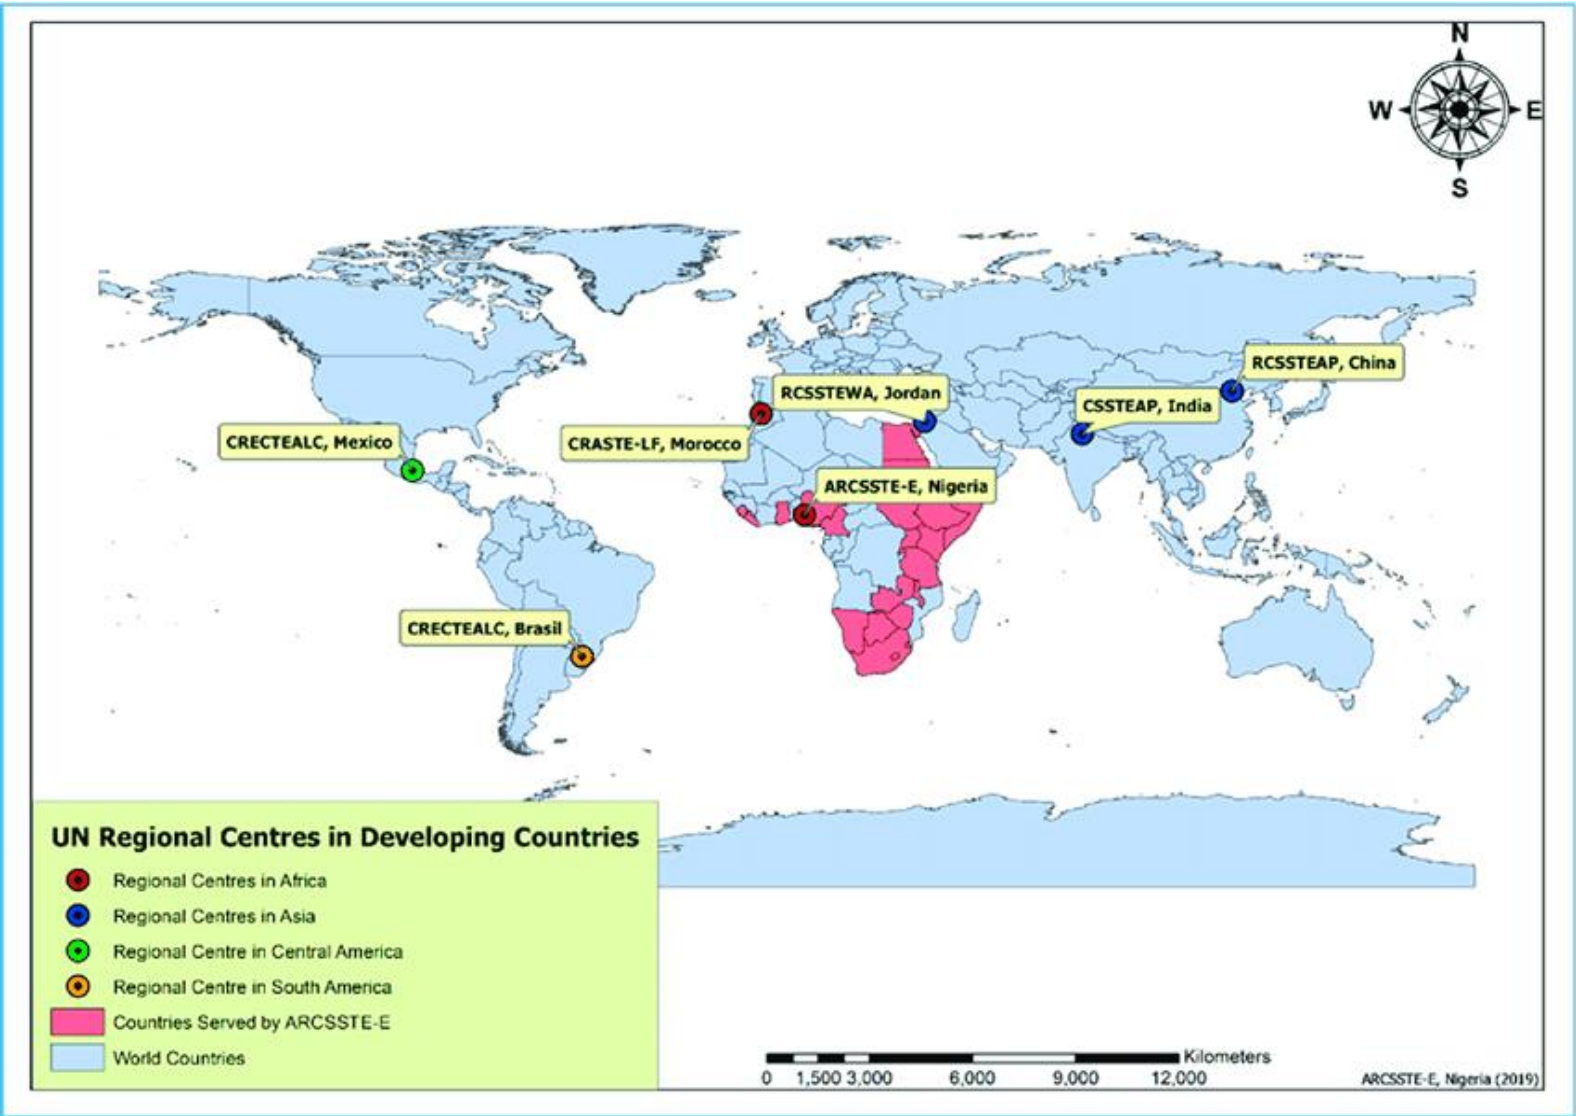 N
W E
S
RCSSTEAP, China
RCSSTEWA, Jordan
CSSTEAP, India
CRECTEALC, Mexico
CRASTE-LF, Morocco
ARCSSTE-E, Nigeria
CRECTEALC, Brasil
UN Regional Centres in Developing Countries
Regional Centres in Africa
Regional Centres in Asia
Regional Centre in Central America
Regional Centre in South America
Countries Served by ARCSSTE-E
World Countries
Kilometers
0 1,500 3,000 6,000 9,000 12,000
ARCSSTE-E, Nigeria (2019)